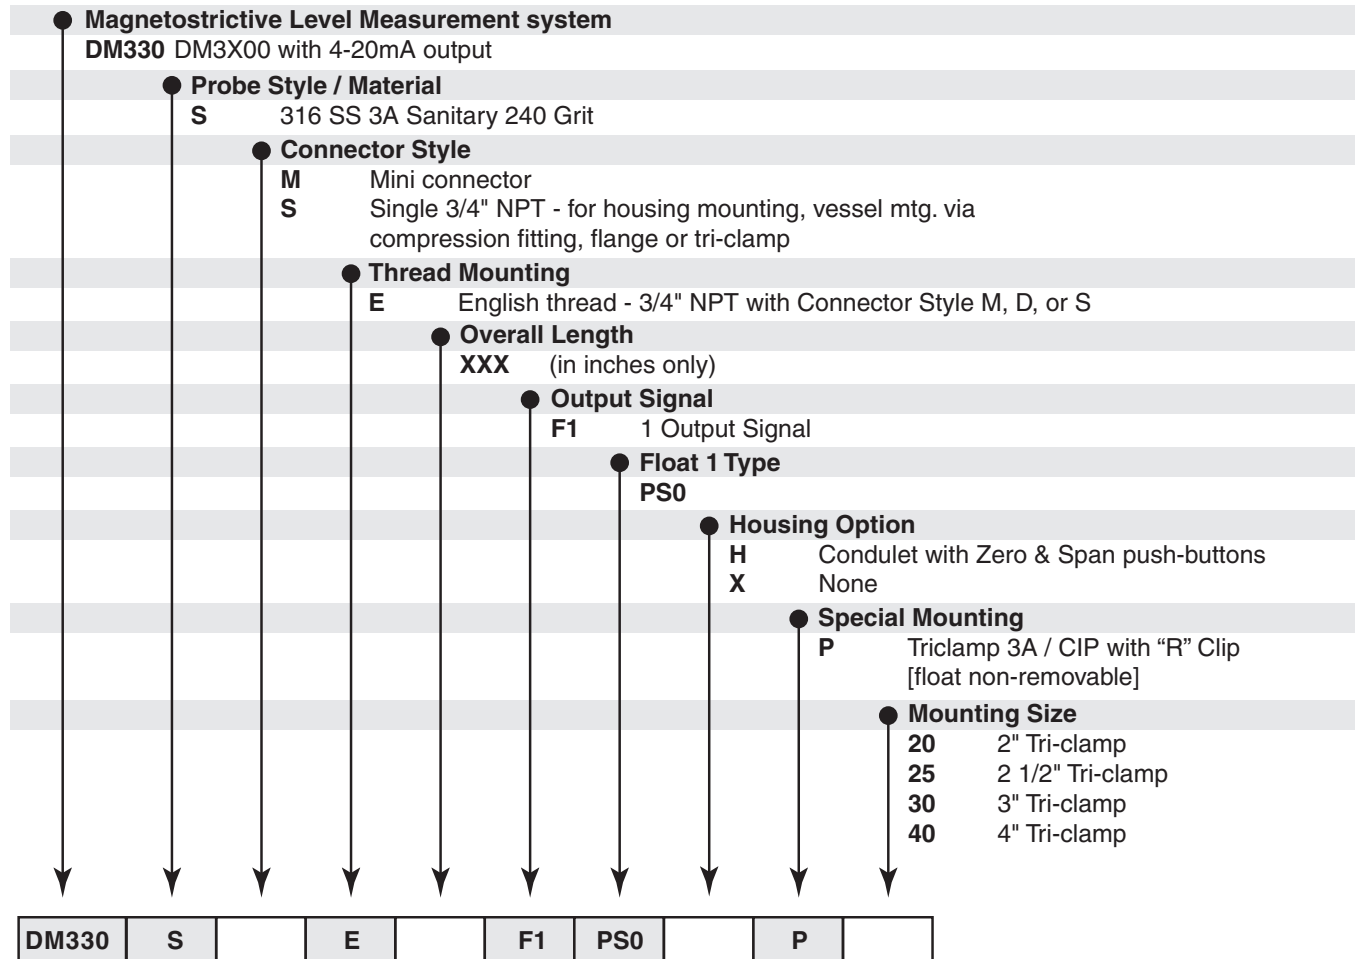 Magnetostrictive Level Measurement system
DM330 DM3X00 with 4-20mA output
Probe Style / Material
S 316 SS 3A Sanitary 240 Grit
Connector Style
M Mini connector
S Single 3/4" NPT - for housing mounting, vessel mtg. via
compression fitting, flange or tri-clamp
Thread Mounting
E English thread - 3/4" NPT with Connector Style M, D, or S
Overall Length
XXX (in inches only)
Output Signal
F1 1 Output Signal
Float 1 Type
PS0
Housing Option
H Condulet with Zero & Span push-buttons
X None
Special Mounting
P Triclamp 3A / CIP with “R” Clip
[float non-removable]
Mounting Size
20 2" Tri-clamp
25 2 1/2" Tri-clamp
30 3" Tri-clamp
40 4" Tri-clamp
DM330 S E F1 PS0 P